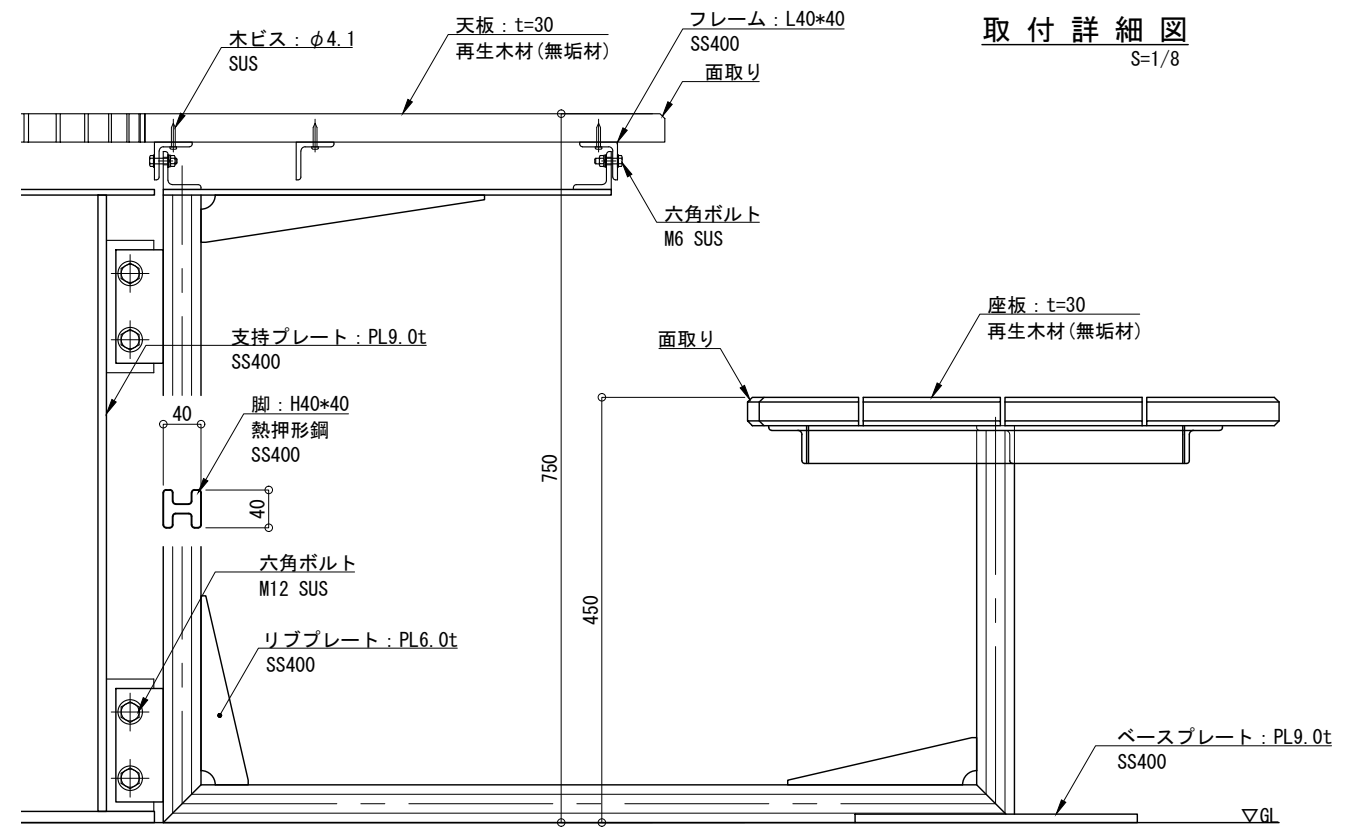 取付詳細図
S=1/8
木ビス：φ4.1
SUS
天板：t=30
再生木材(無垢材)
フレーム：L40*40
SS400
面取り
六角ボルト
M6 SUS
支持プレート：PL9.0t
SS400
座板：t=30
再生木材(無垢材)
面取り
脚：H40*40
熱押形鋼
SS400
40
40
750
450
六角ボルト
M12 SUS
リブプレート：PL6.0t
SS400
ベースプレート：PL9.0t
SS400
▽GL